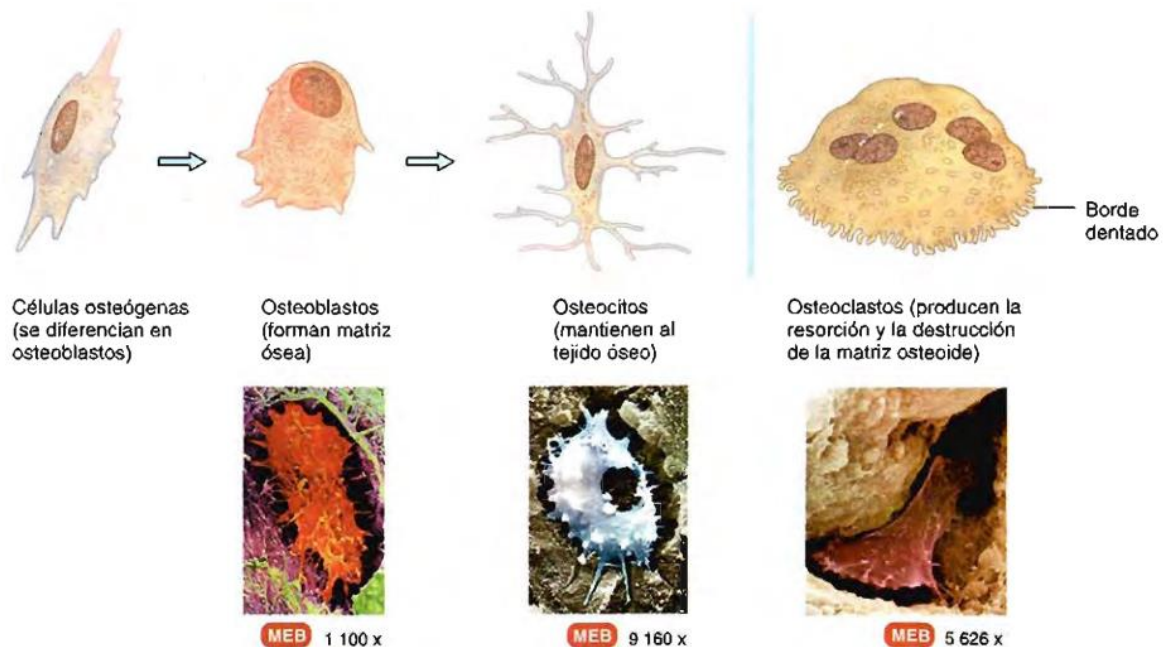 Borde
dentado
Células osteógenas
(se diferencian en
osteoblastos)
Osteoblastos
(forman matriz
ósea)
Osteocitos
(mantienen al
tejido óseo)
Osteoclastos (producen la
resorción y la destrucción
de la matriz osteoide)
MEB 1 100 x
MEB 9 160 x
MEB 5 626 x